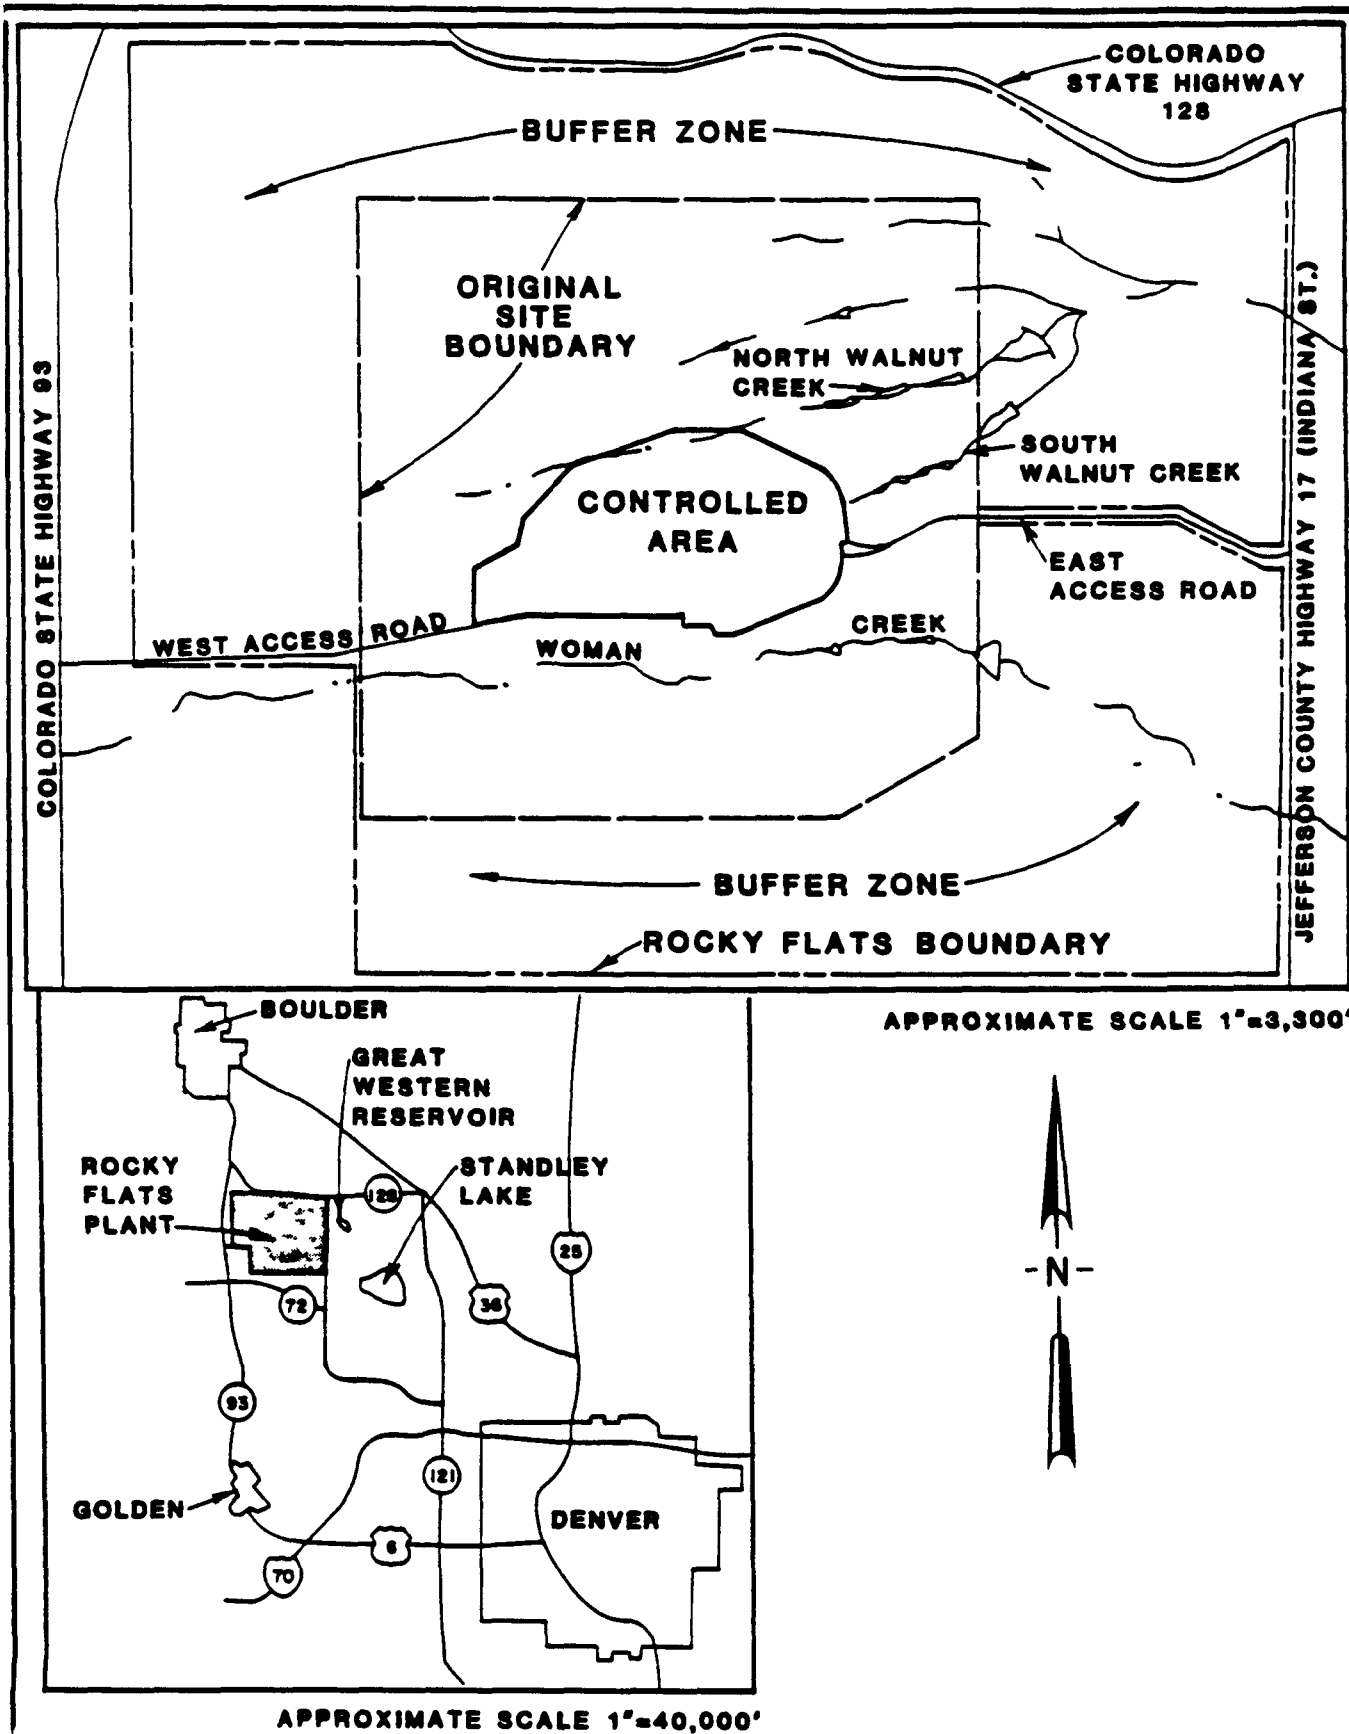 COLORADO
STATE HIGHWAY
128
BUFFER ZONE
ORIGINAL
SITE
BOUNDARY
NORTH WALNUT
CREEK
SOUTH
WALNUT CREEK
CONTROLLED
AREA
EAST
ACCESS ROAD
WEST ACCESS ROAD
WOMAN
CREEK
COLORADO STATE HIGHWAY 93
JEFFERSON COUNTY HIGHWAY 17 (INDIANA ST.)
BUFFER ZONE
ROCKY FLATS BOUNDARY
APPROXIMATE SCALE 1"=3,300'
BOULDER
GREAT
WESTERN
RESERVOIR
ROCKY
FLATS
PLANT
STANDLEY
LAKE
128
25
72
36
93
121
GOLDEN
DENVER
6
70
N
APPROXIMATE SCALE 1"=40,000'